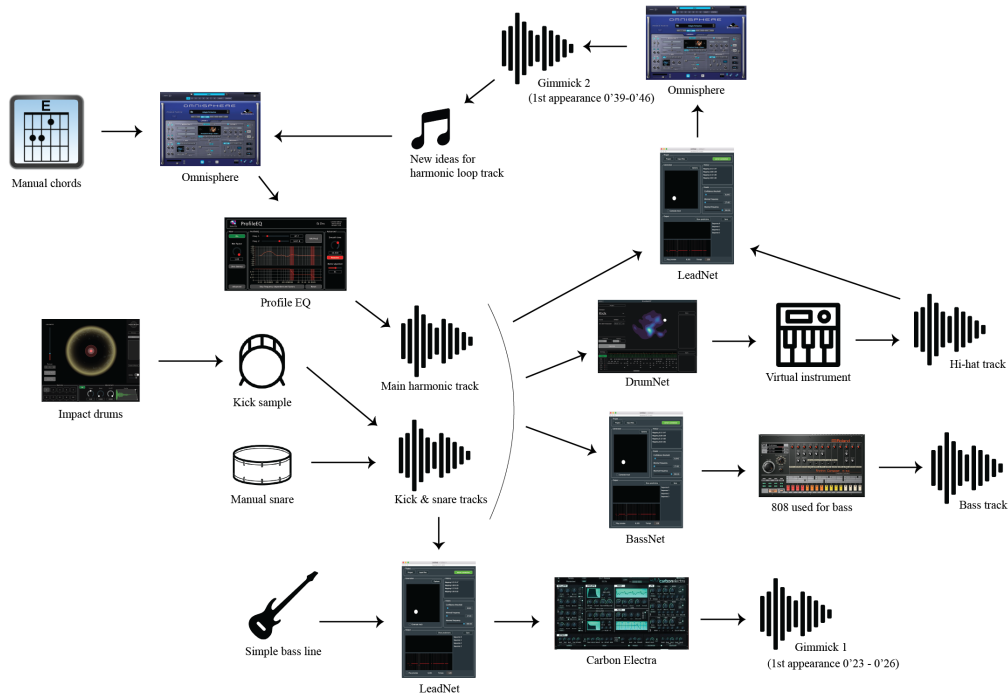 Gimmick 2
(1st appearance 0'39-0'46)
OMNISPHERE
Omnisphere
E
Manual chords
OMNISPHERE
Omnisphere
New ideas for
harmonic loop track
LeadNet
ProfileEQ
Profile EQ
Impact drums
Kick sample
Main harmonic track
DrumNet
Virtual instrument
Hi-hat track
Manual snare
Kick & snare tracks
BassNet
808 used for bass
Bass track
Simple bass line
LeadNet
carbonelectra
Carbon Electra
Gimmick 1
(1st appearance 0'23 - 0'26)